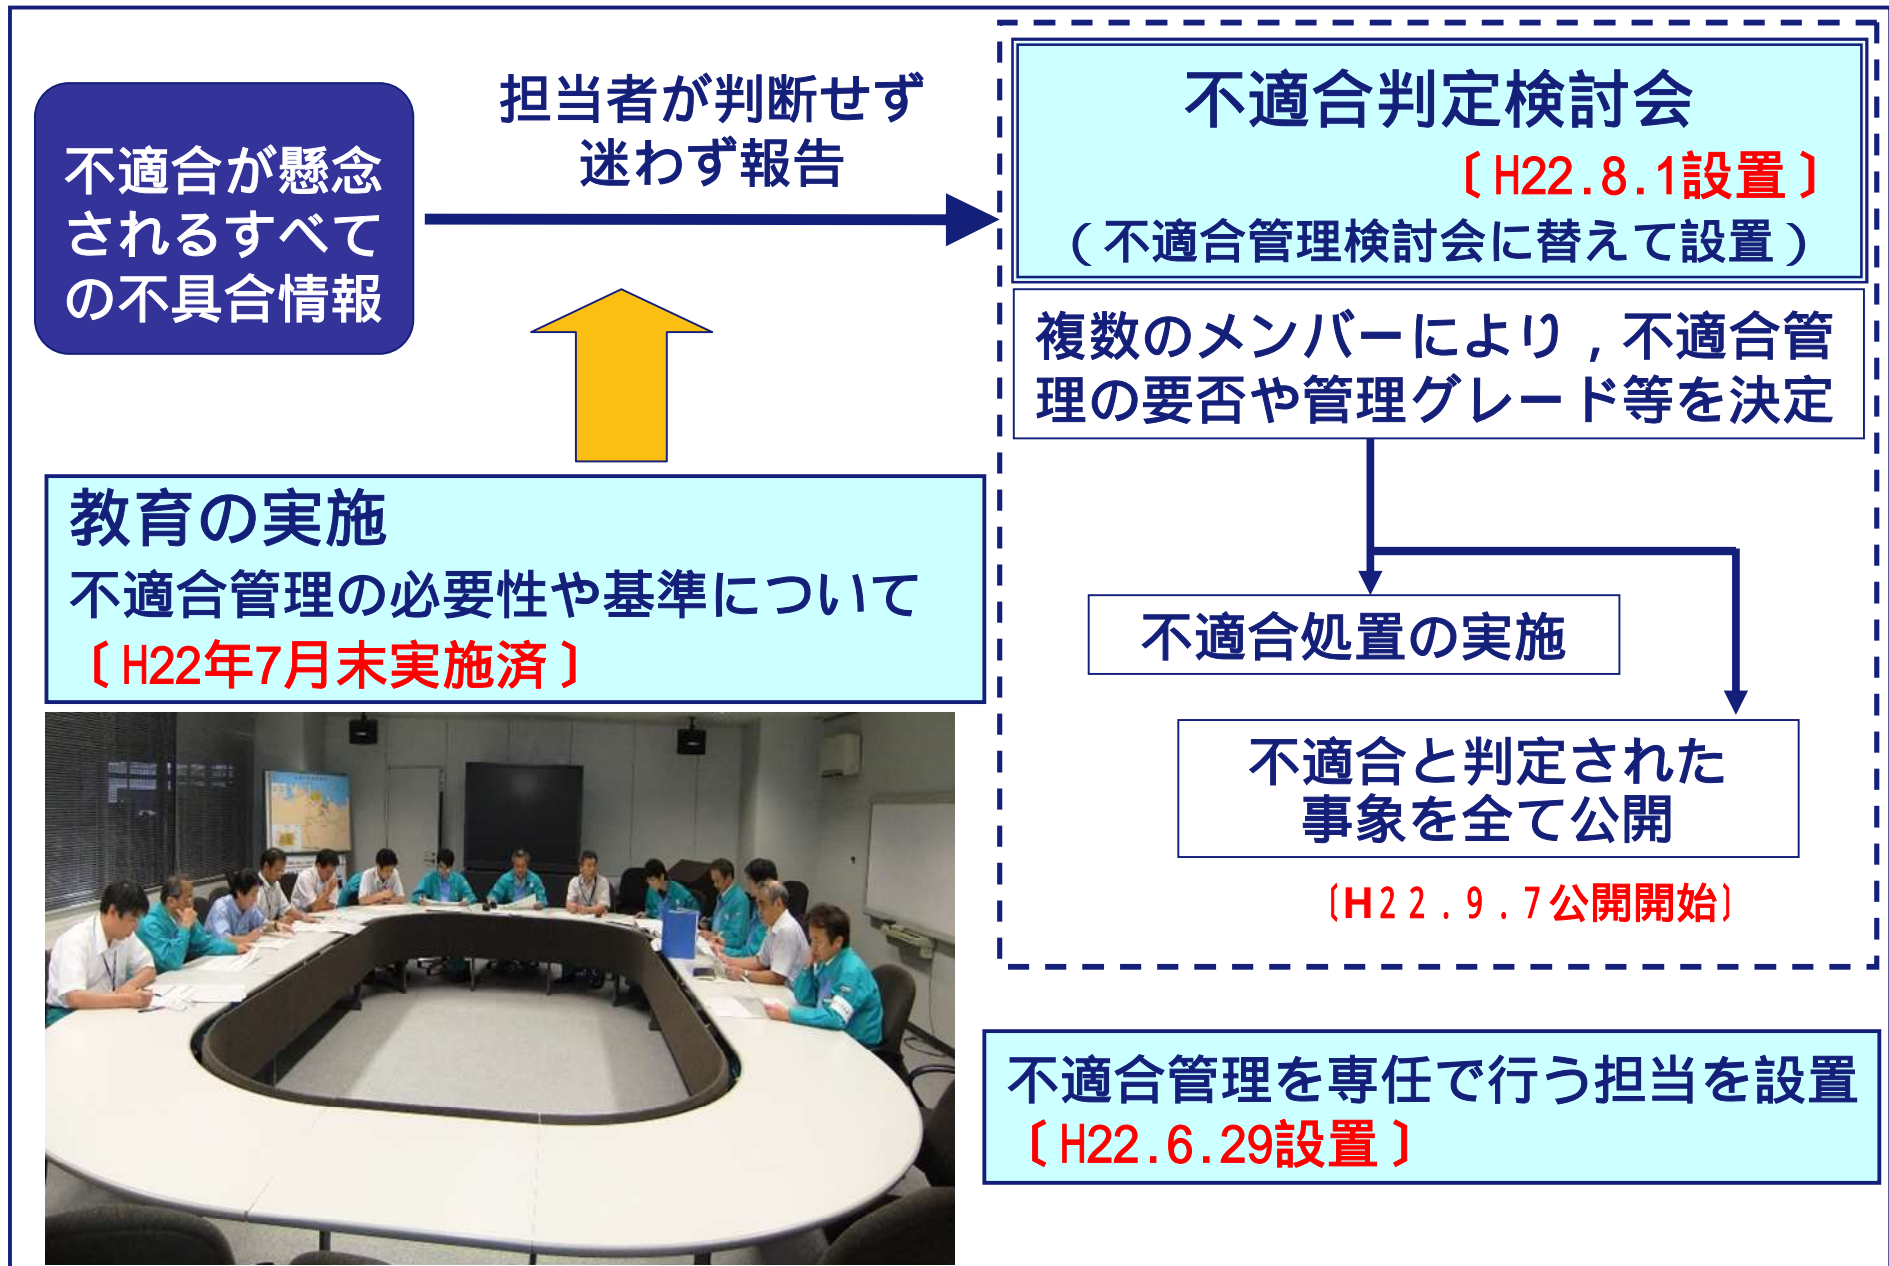 不適合が懸念
されるすべて
の不具合情報
担当者が判断せず
迷わず報告
不適合判定検討会
〔H22.8.1設置〕
(不適合管理検討会に替えて設置)
複数のメンバーにより,不適合管
理の要否や管理グレード等を決定
教育の実施
不適合管理の必要性や基準について
〔H22年7月末実施済〕
不適合処置の実施
不適合と判定された
事象を全て公開
〔H22.9.7公開開始〕
不適合管理を専任で行う担当を設置
〔H22.6.29設置〕